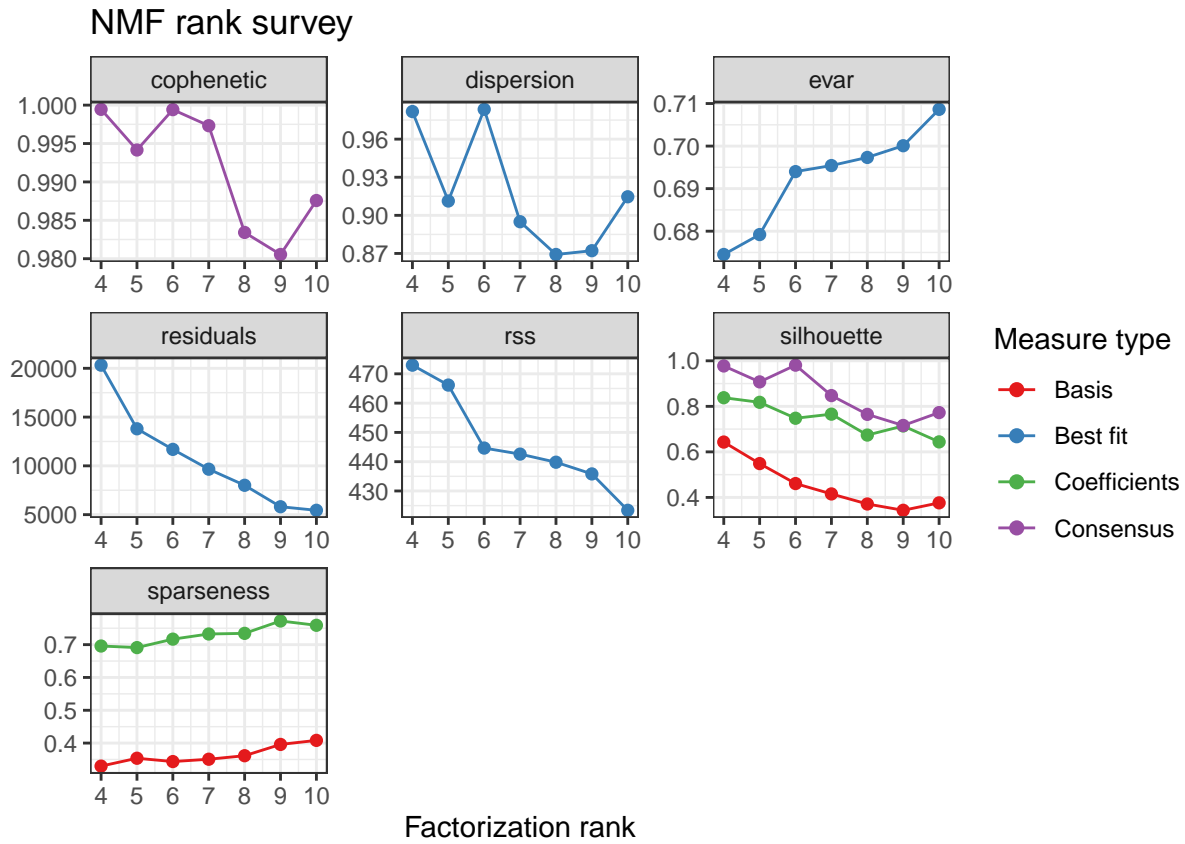 NMF rank survey
cophenetic
dispersion
evar
1.000
0.995
0.990
0.985
0.980
0.96
0.93
0.90
0.87
0.71
0.70
0.69
0.68
4 5 6 7 8 9 10
4 5 6 7 8 9 10
4 5 6 7 8 9 10
residuals
rss
silhouette
20000
15000
10000
5000
470
460
450
440
430
1.0
0.8
0.6
0.4
4 5 6 7 8 9 10
4 5 6 7 8 9 10
4 5 6 7 8 9 10
Measure type
Basis
Best fit
Coefficients
Consensus
sparseness
0.7
0.6
0.5
0.4
4 5 6 7 8 9 10
Factorization rank